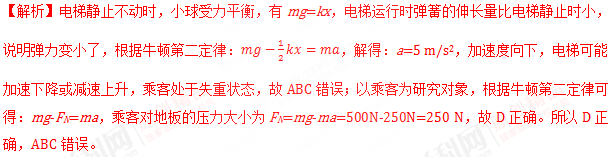 【解析】电梯静止不动时，小球受力平衡，有 mg=kx，电梯运行时弹簧的伸长量比电梯静止时小，
说明弹力变小了，根据牛顿第二定律：mg－\frac{1}{2}kx＝ma，解得：a=5 m/s²，加速度向下，电梯可能
加速下降或减速上升，乘客处于失重状态，故 ABC 错误；以乘客为研究对象，根据牛顿第二定律可
得：mg-F_N=ma，乘客对地板的压力大小为 F_N=mg-ma=500N-250N=250 N，故 D 正确。所以 D 正
确，ABC 错误。